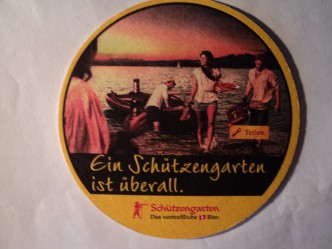 Teilen
Ein Schützengarten
ist überall.
Schützengarten
Das vortreffliche Bier.